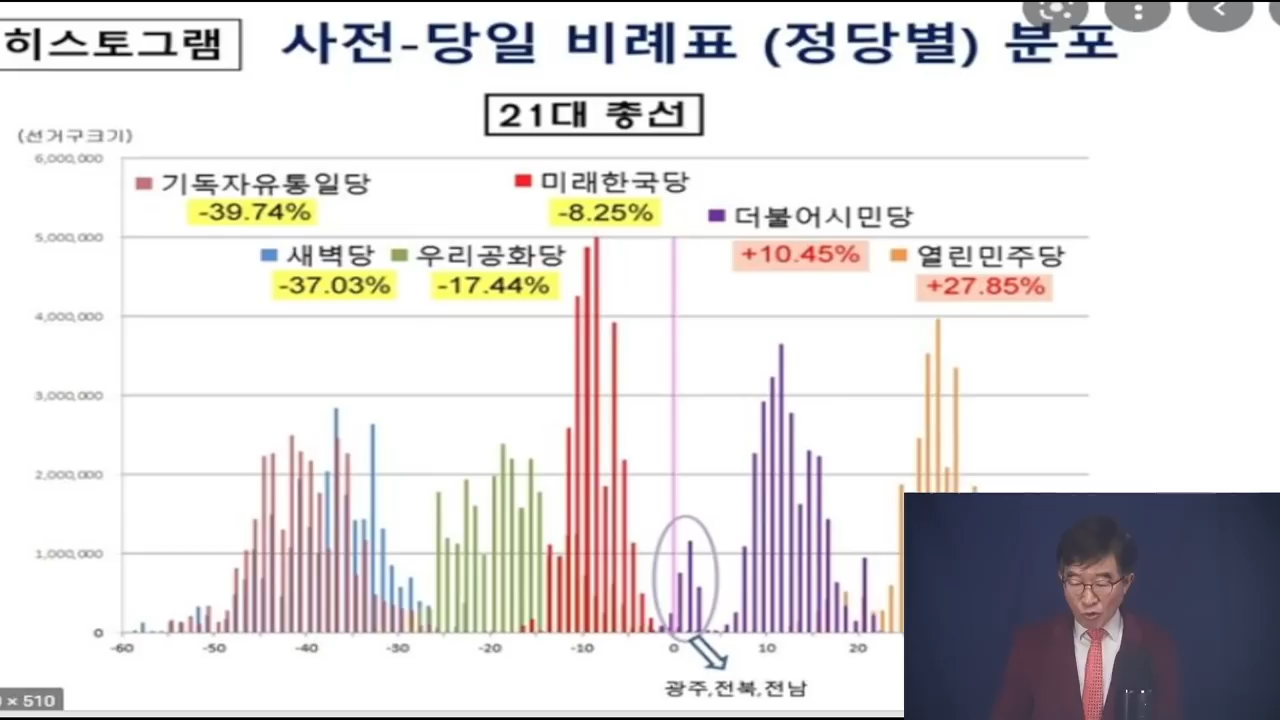 히스토그램
사전-당일 비례표 (정당별) 분포
21대 총선
(선거구크기)
6,000,000
기독자유통일당
-39.74%
미래한국당
-8.25%
더불어시민당
+10.45%
5,000,000
새벽당
-37.03%
우리공화당
-17.44%
열린민주당
+27.85%
4,000,000
3,000,000
2,000,000
1,000,000
0
-60 -50 -40 -30 -20 -10 0 10 20
광주,전북,전남
× 510